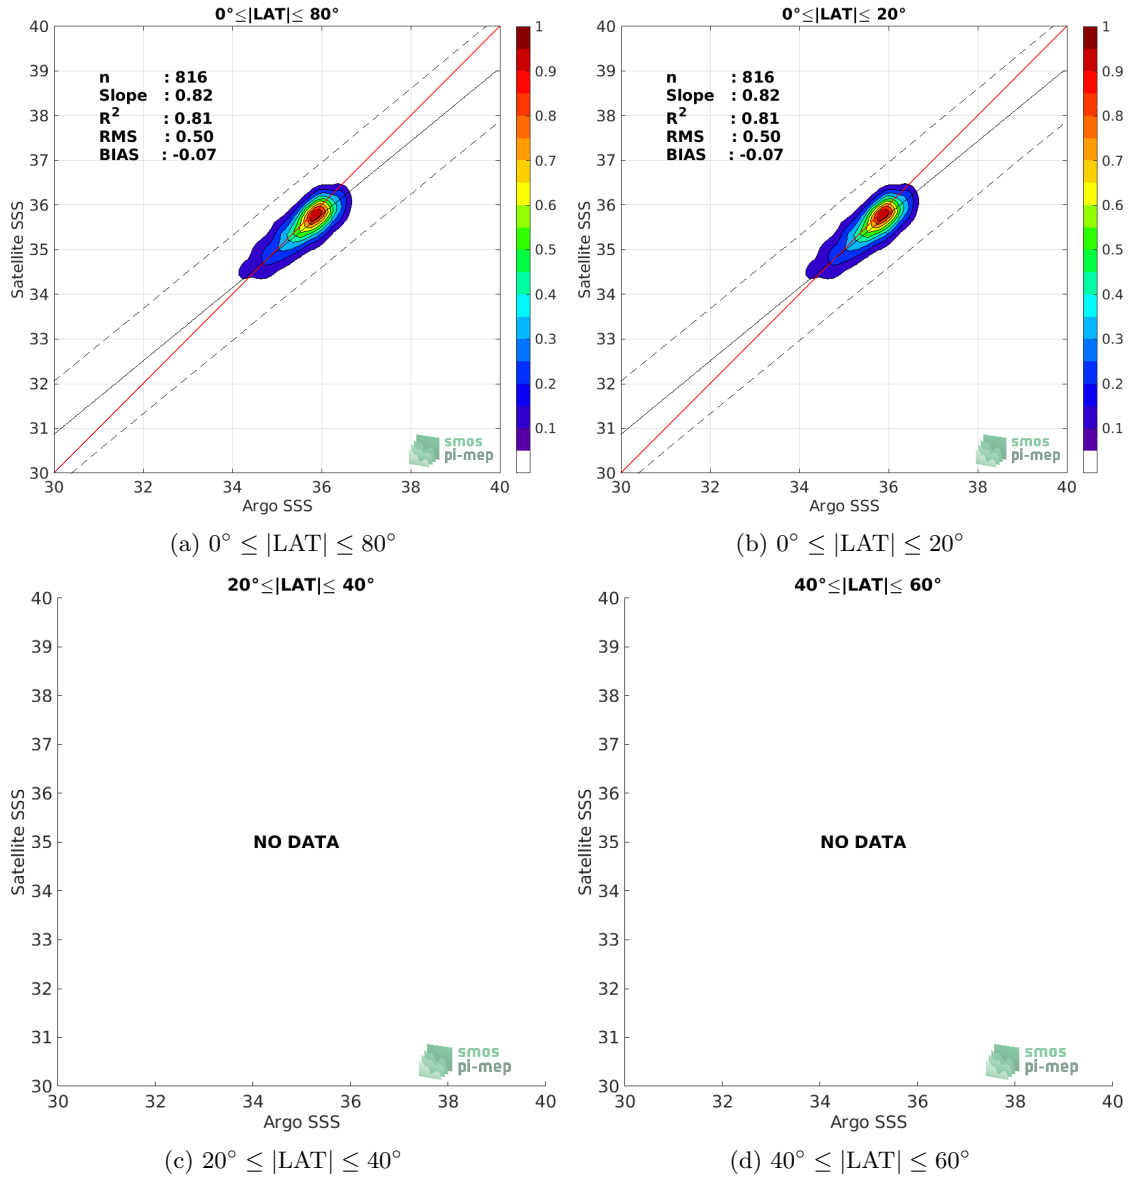 0°≤|LAT|≤ 80°
40
39
38
37
36
35
34
33
32
31
30
Satellite SSS
n : 816
Slope : 0.82
R² : 0.81
RMS : 0.50
BIAS : -0.07
smos
pi-mep
30 32 34 36 38 40
Argo SSS
1
0.9
0.8
0.7
0.6
0.5
0.4
0.3
0.2
0.1
(a) 0° ≤ |LAT| ≤ 80°
0°≤|LAT|≤ 20°
40
39
38
37
36
35
34
33
32
31
30
Satellite SSS
n : 816
Slope : 0.82
R² : 0.81
RMS : 0.50
BIAS : -0.07
smos
pi-mep
30 32 34 36 38 40
Argo SSS
1
0.9
0.8
0.7
0.6
0.5
0.4
0.3
0.2
0.1
(b) 0° ≤ |LAT| ≤ 20°
20°≤|LAT|≤ 40°
40
39
38
37
36
35
34
33
32
31
30
Satellite SSS
NO DATA
smos
pi-mep
30 32 34 36 38 40
Argo SSS
(c) 20° ≤ |LAT| ≤ 40°
40°≤|LAT|≤ 60°
40
39
38
37
36
35
34
33
32
31
30
Satellite SSS
NO DATA
smos
pi-mep
30 32 34 36 38 40
Argo SSS
(d) 40° ≤ |LAT| ≤ 60°